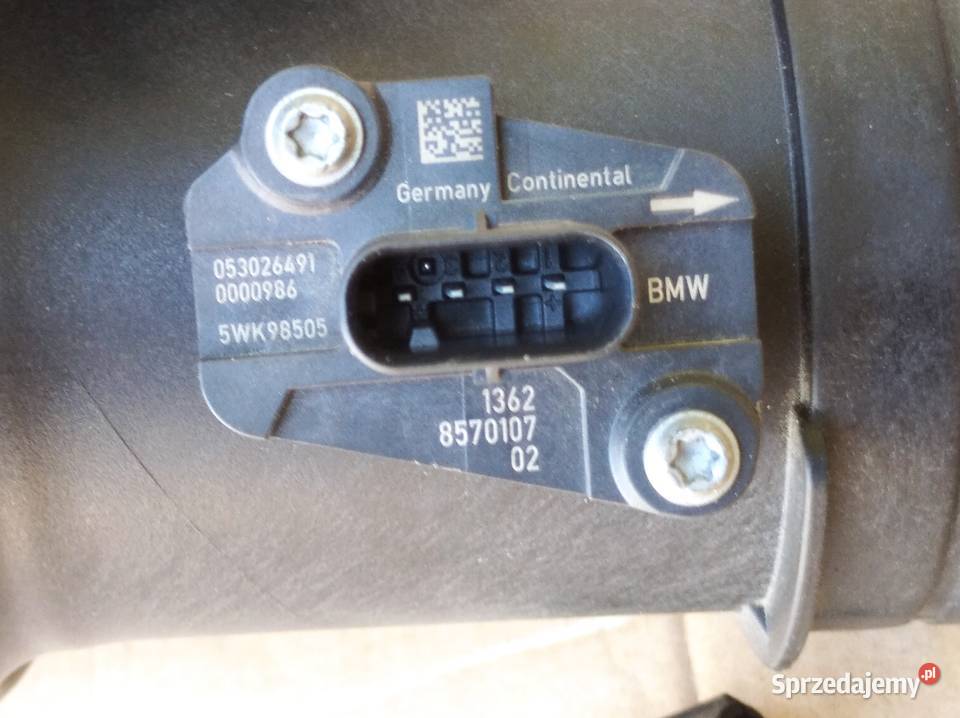 Germany Continental
053026491
0000986
5WK98505
BMW
1362
8570107
02
Sprzedajemy.pl